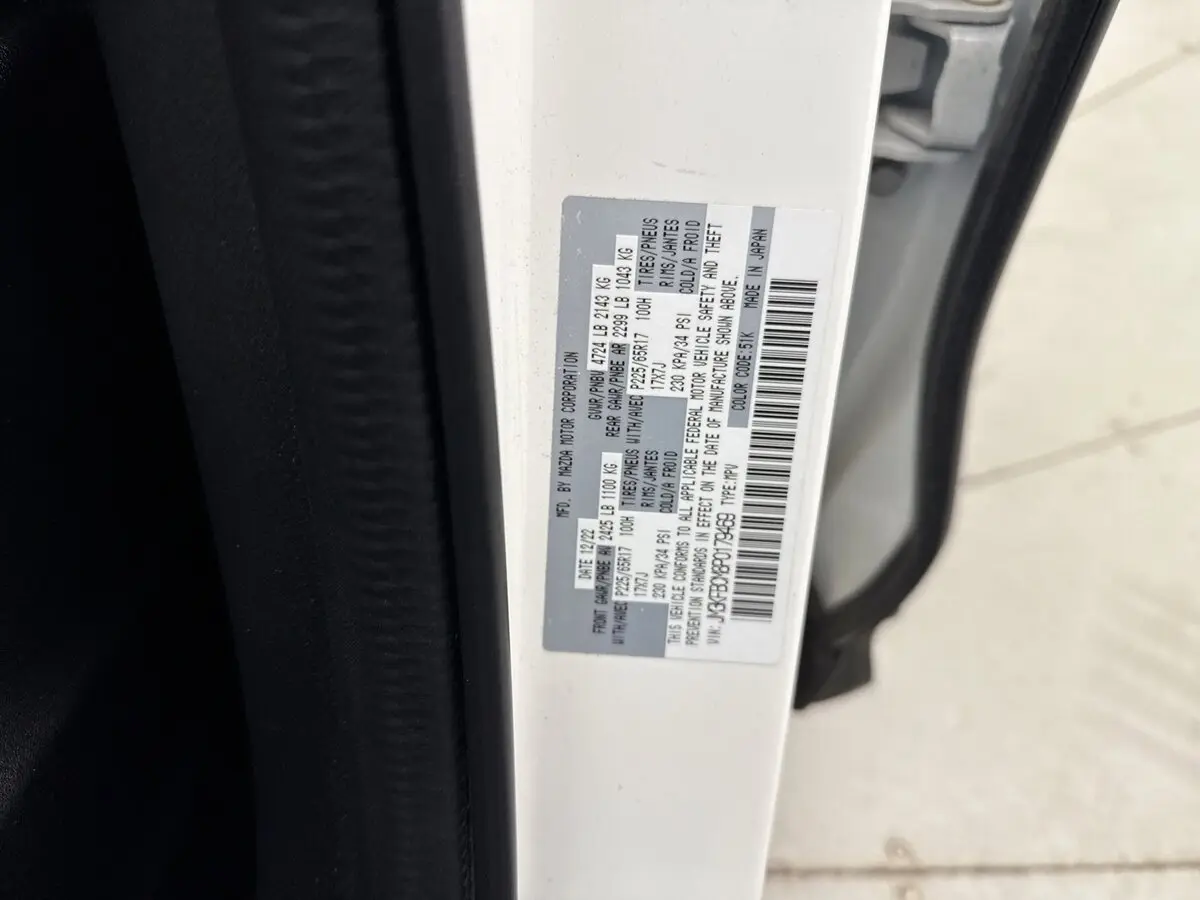 MFD. BY MAZDA MOTOR CORPORATION
DATE 12/22 GVWR/PNBV 4724 LB 2143 KG
FRONT GAWR/PNBE AV 2425 LB 1100 KG REAR GAWR/PNBE AR 2299 LB 1043 KG
WITH/AVEC P225/65R17 100H TIRES/PNEUS WITH/AVEC P225/65R17 100H TIRES/PNEUS
17X7J RIMS/JANTES 17X7J RIMS/JANTES
230 KPA/34 PSI COLD/A FROID 230 KPA/34 PSI COLD/A FROID
THIS VEHICLE CONFORMS TO ALL APPLICABLE FEDERAL MOTOR VEHICLE SAFETY AND THEFT
PREVENTION STANDARDS IN EFFECT ON THE DATE OF MANUFACTURE SHOWN ABOVE.
VIN: JM3KFBCM8P0179469 TYPE:MPV COLOR CODE:51K MADE IN JAPAN